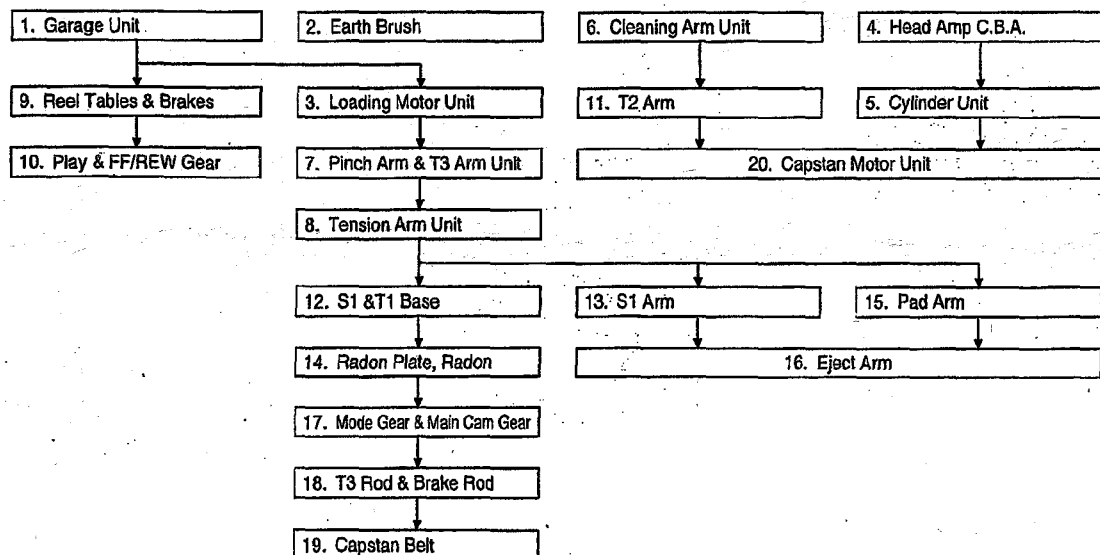 1. Garage Unit
2. Earth Brush
6. Cleaning Arm Unit
4. Head Amp C.B.A.
9. Reel Tables & Brakes
3. Loading Motor Unit
11. T2 Arm
5. Cylinder Unit
10. Play & FF/REW Gear
7. Pinch Arm & T3 Arm Unit
20. Capstan Motor Unit
8. Tension Arm Unit
12. S1 &T1 Base
13. S1 Arm
15. Pad Arm
14. Radon Plate, Radon
16. Eject Arm
17. Mode Gear & Main Cam Gear
18. T3 Rod & Brake Rod
19. Capstan Belt